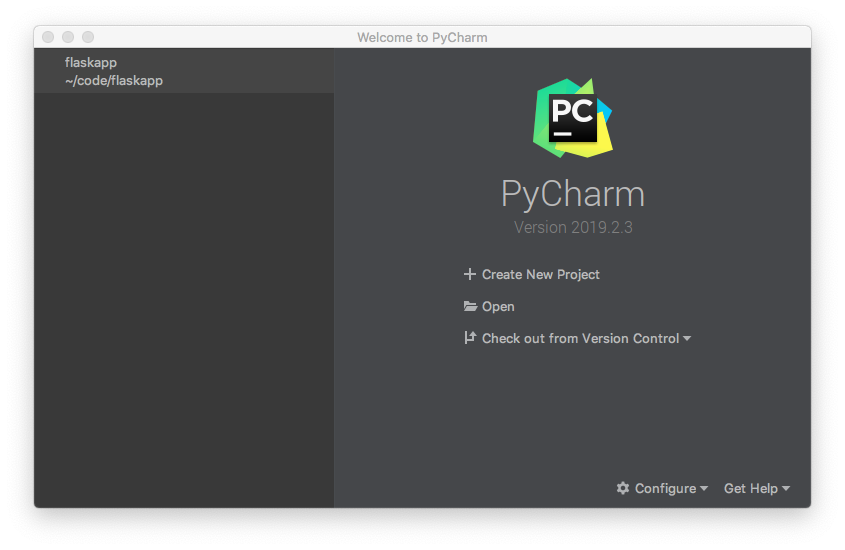 Welcome to PyCharm
flaskapp
~/code/flaskapp
PC
PyCharm
Version 2019.2.3
Create New Project
Open
Check out from Version Control
Configure
Get Help